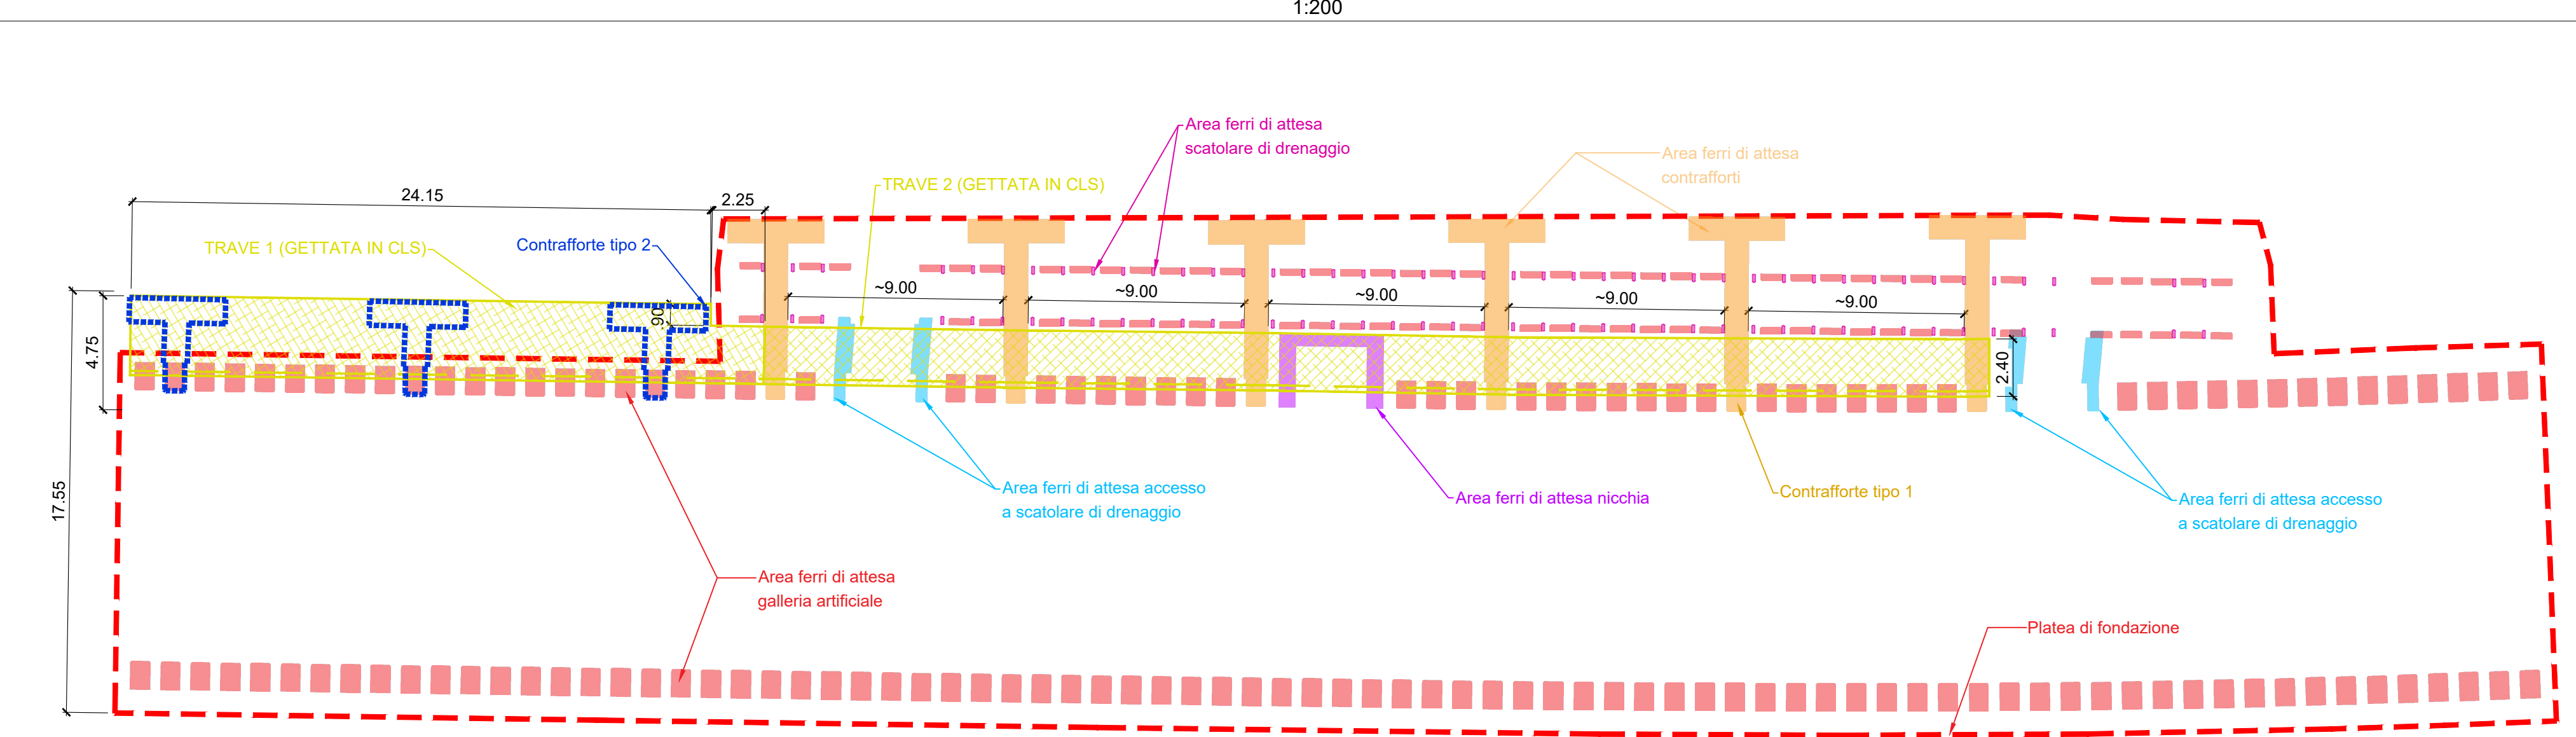 1:200
Area ferri di attesa
scatolare di drenaggio
Area ferri di attesa
contrafforti
24.15
2.25
TRAVE 2 (GETTATA IN CLS)
TRAVE 1 (GETTATA IN CLS)
Contrafforte tipo 2
~9.00
~9.00
~9.00
~9.00
~9.00
.90
4.75
2.40
17.55
Area ferri di attesa accesso
a scatolare di drenaggio
Area ferri di attesa nicchia
Contrafforte tipo 1
Area ferri di attesa accesso
a scatolare di drenaggio
Area ferri di attesa
galleria artificiale
Platea di fondazione